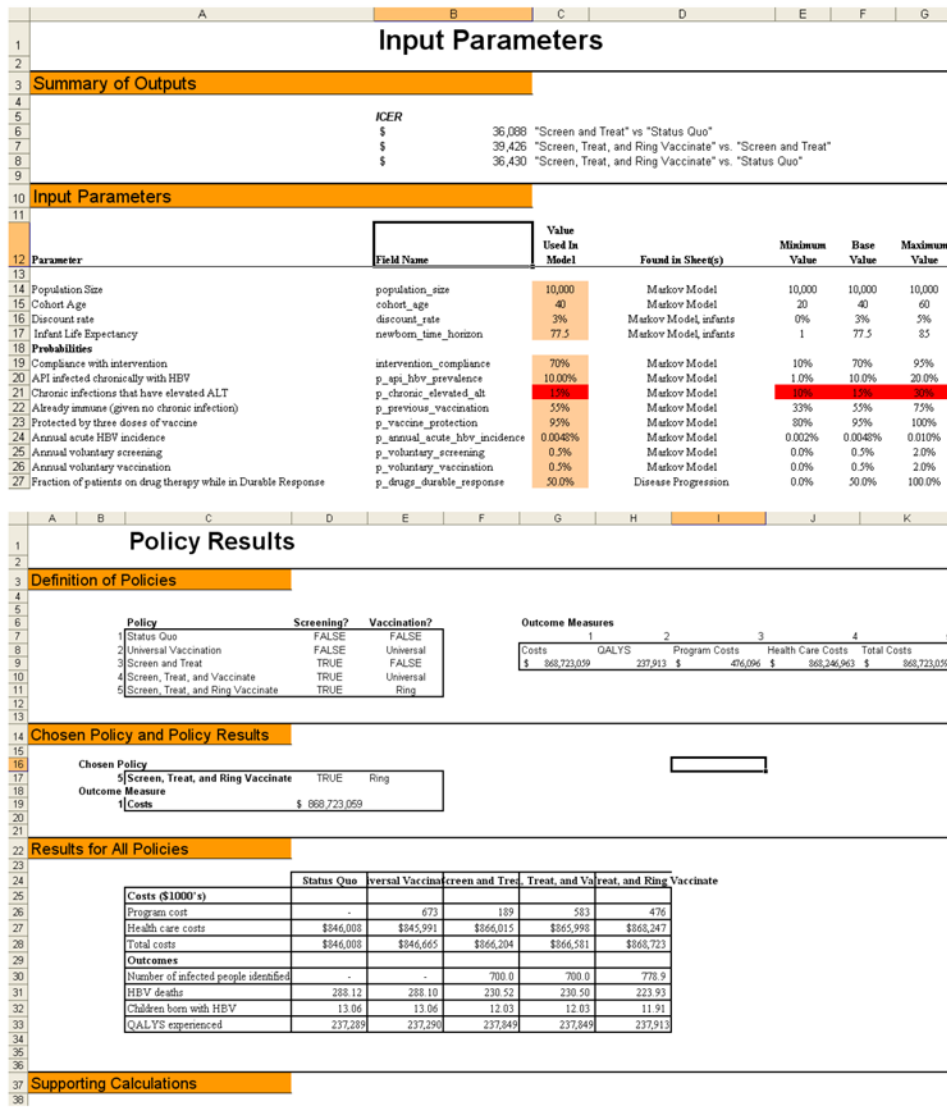 A B C D E F G
1 Input Parameters
2
3 Summary of Outputs
4
5 ICER
6 $ 36,088 "Screen and Treat" vs "Status Quo"
7 $ 39,426 "Screen, Treat, and Ring Vaccinate" vs. "Screen and Treat"
8 $ 36,430 "Screen, Treat, and Ring Vaccinate" vs. "Status Quo"
9
10 Input Parameters
11
12 Parameter Field Name Value Used In Model Found in Sheet(s) Minimum Value Base Value Maximum Value
13
14 Population Size population_size 10,000 Markov Model 10,000 10,000 10,000
15 Cohort Age cohort_age 40 Markov Model 20 40 60
16 Discount rate discount_rate 3% Markov Model, infants 0% 3% 5%
17 Infant Life Expectancy newborn_time_horizon 77.5 Markov Model, infants 1 77.5 85
18 Probabilities
19 Compliance with intervention intervention_compliance 70% Markov Model 10% 70% 95%
20 API infected chronically with HBV p_api_hbv_prevalence 10.00% Markov Model 1.0% 10.0% 20.0%
21 Chronic infections that have elevated ALT p_chronic_elevated_alt 15% Markov Model 10% 15% 30%
22 Already immune (given no chronic infection) p_previous_vaccination 55% Markov Model 33% 55% 75%
23 Protected by three doses of vaccine p_vaccine_protection 95% Markov Model 80% 95% 100%
24 Annual acute HBV incidence p_annual_acute_hbv_incidence 0.0048% Markov Model 0.002% 0.0048% 0.010%
25 Annual voluntary screening p_voluntary_screening 0.5% Markov Model 0.0% 0.5% 2.0%
26 Annual voluntary vaccination p_voluntary_vaccination 0.5% Markov Model 0.0% 0.5% 2.0%
27 Fraction of patients on drug therapy while in Durable Response p_drugs_durable_response 50.0% Disease Progression 0.0% 50.0% 100.0%
A B C D E F G H I J K
1 Policy Results
2
3 Definition of Policies
4
5
6 Policy Screening? Vaccination? Outcome Measures
7 1 Status Quo FALSE FALSE 1 2 3 4
8 2 Universal Vaccination FALSE Universal Costs QALYS Program Costs Health Care Costs Total Costs
9 3 Screen and Treat TRUE FALSE $ 868,723,059 237,913 $ 476,096 $ 868,246,963 $ 868,723,059
10 4 Screen, Treat, and Vaccinate TRUE Universal
11 5 Screen, Treat, and Ring Vaccinate TRUE Ring
12
13
14 Chosen Policy and Policy Results
15
16 Chosen Policy
17 5 Screen, Treat, and Ring Vaccinate TRUE Ring
18 Outcome Measure
19 1 Costs $ 868,723,059
20
21
22 Results for All Policies
23
24 Status Quo iversal Vaccinat creen and Trea , Treat, and Va reat, and Ring Vaccinate
25 Costs ($1000's)
26 Program cost - 673 189 583 476
27 Health care costs $846,008 $845,991 $866,015 $865,998 $868,247
28 Total costs $846,008 $846,665 $866,204 $866,581 $868,723
29 Outcomes
30 Number of infected people identified - - 700.0 700.0 778.9
31 HBV deaths 288.12 288.10 230.52 230.50 223.93
32 Children born with HBV 13.06 13.06 12.03 12.03 11.91
33 QALYS experienced 237,289 237,290 237,849 237,849 237,913
34
35
36
37 Supporting Calculations
38